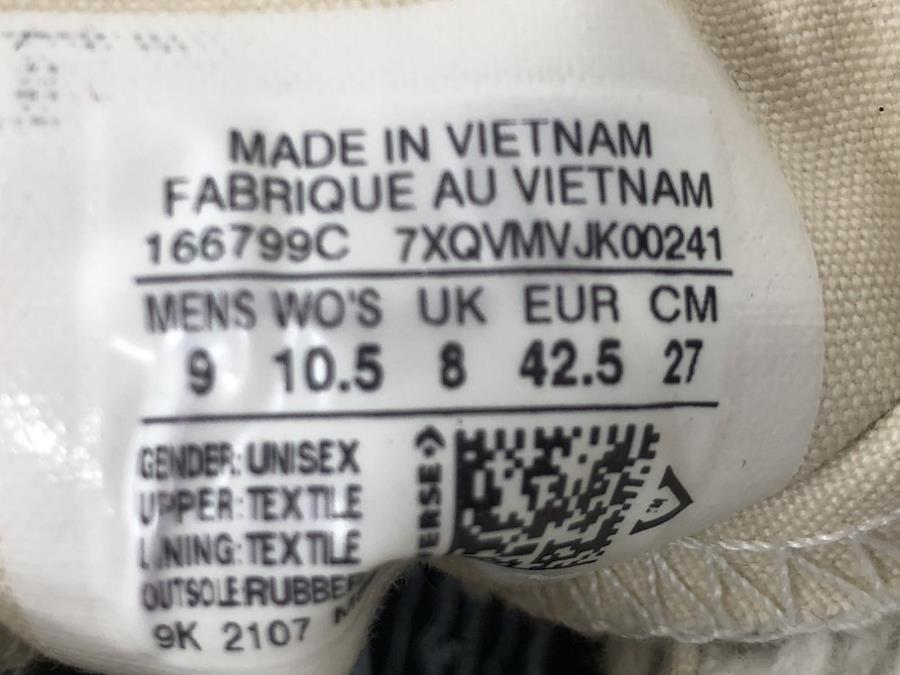 MADE IN VIETNAM
FABRIQUE AU VIETNAM
166799C 7XQVMVJK00241
MENS WO'S UK EUR CM
9 10.5 8 42.5 27
GENDER: UNISEX
UPPER: TEXTILE
LINING: TEXTILE
OUTSOLE:RUBBER
9K 2107